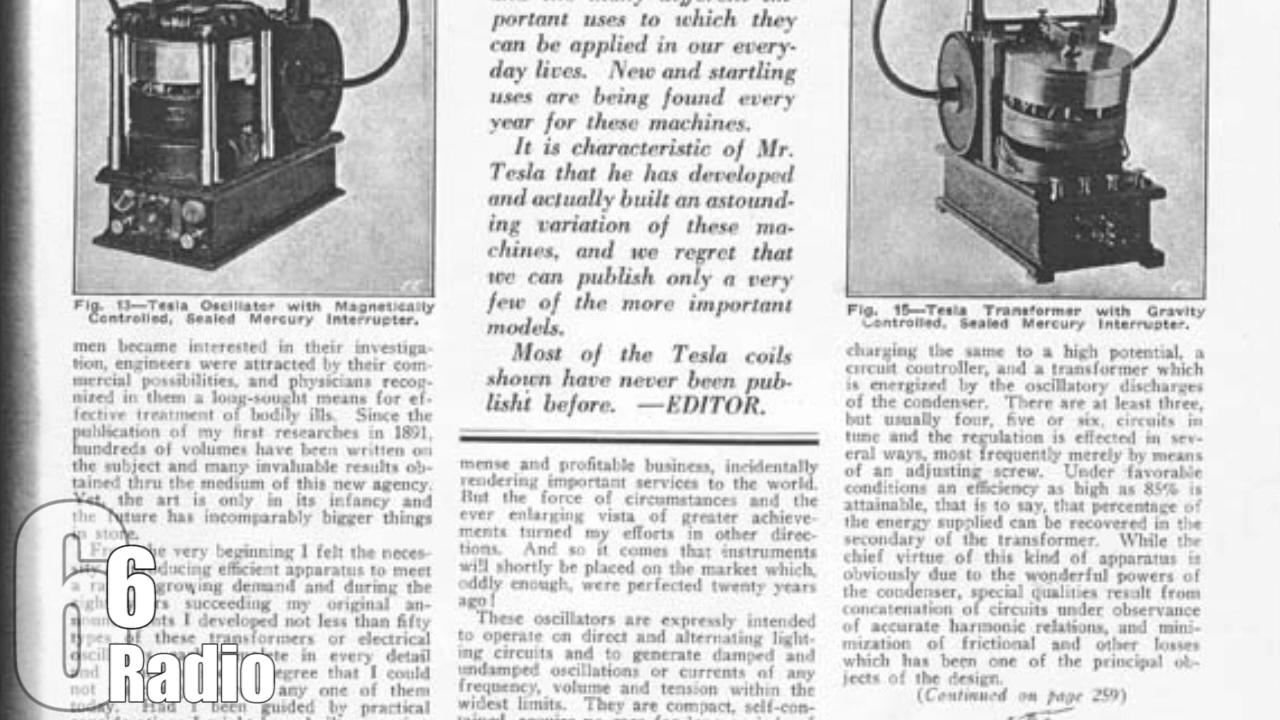 Fig. 13—Tesla Oscillator with Magnetically
Controlled, Sealed Mercury Interrupter.
men became interested in their investiga-
tion, engineers were attracted by their com-
mercial possibilities, and physicians recog-
nized in them a long-sought means for ef-
fective treatment of bodily ills. Since the
publication of my first researches in 1891,
hundreds of volumes have been written on
the subject and many invaluable results ob-
tained thru the medium of this new agency.
Yet, the art is only in its infancy and
the future has incomparably bigger things
in store.
the very beginning I felt the neces-
efficient apparatus to meet
a growing demand and during the
succeeding my original an-
I developed not less than fifty
types of these transformers or electrical
in every detail
and degree that I could
not any one of them
today. Had I been guided by practical
portant uses to which they
can be applied in our every-
day lives. New and startling
uses are being found every
year for these machines.
It is characteristic of Mr.
Tesla that he has developed
and actually built an astound-
ing variation of these ma-
chines, and we regret that
we can publish only a very
few of the more important
models.
Most of the Tesla coils
shown have never been pub-
lisht before. —EDITOR.
mense and profitable business, incidentally
rendering important services to the world.
But the force of circumstances and the
ever enlarging vista of greater achieve-
ments turned my efforts in other direc-
tions. And so it comes that instruments
will shortly be placed on the market which,
oddly enough, were perfected twenty years
ago!
These oscillators are expressly intended
to operate on direct and alternating light-
ing circuits and to generate damped and
undamped oscillations or currents of any
frequency, volume and tension within the
widest limits. They are compact, self-con-
Fig. 15—Tesla Transformer with Gravity
Controlled, Sealed Mercury Interrupter.
charging the same to a high potential, a
circuit controller, and a transformer which
is energized by the oscillatory discharges
of the condenser. There are at least three,
but usually four, five or six, circuits in
tune and the regulation is effected in sev-
eral ways, most frequently merely by means
of an adjusting screw. Under favorable
conditions an efficiency as high as 85% is
attainable, that is to say, that percentage of
the energy supplied can be recovered in the
secondary of the transformer. While the
chief virtue of this kind of apparatus is
obviously due to the wonderful powers of
the condenser, special qualities result from
concatenation of circuits under observance
of accurate harmonic relations, and mini-
mization of frictional and other losses
which has been one of the principal ob-
jects of the design.
(Continued on page 259)
6
6
Radio